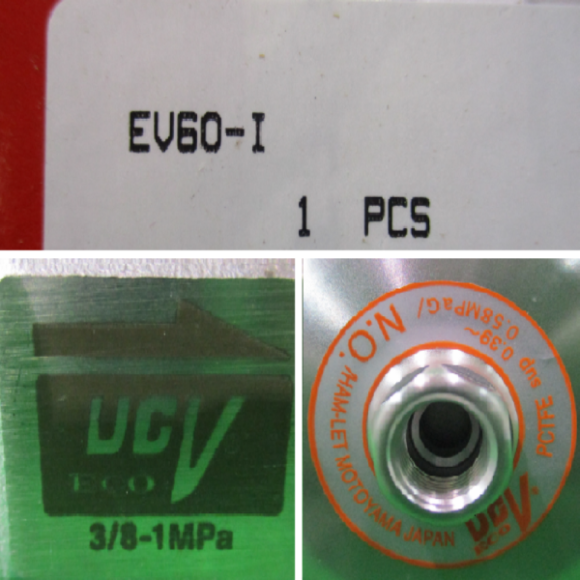 EV60-I
1 PCS
UCV
ECO
3/8-1MPa
N.O. /HAM-LET MOTOYAMA JAPAN
UCV
ECO
PCTFE sup 0.39~
0.58MPaG/